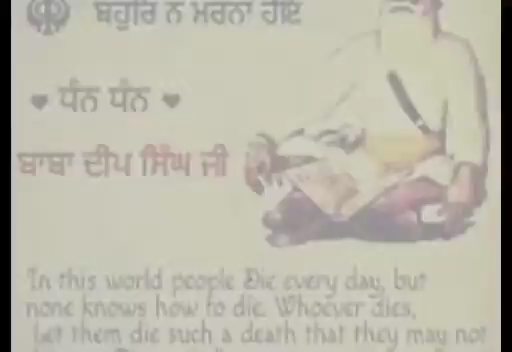 ਬਹੁਰਿ ਨ ਮਰਨਾ ਹੋਇ
ਧੰਨ ਧੰਨ
ਬਾਬਾ ਦੀਪ ਸਿੰਘ ਜੀ
In this world people Die every day, but
none knows how to die. Whoever dies,
Let them die such a death that they may not